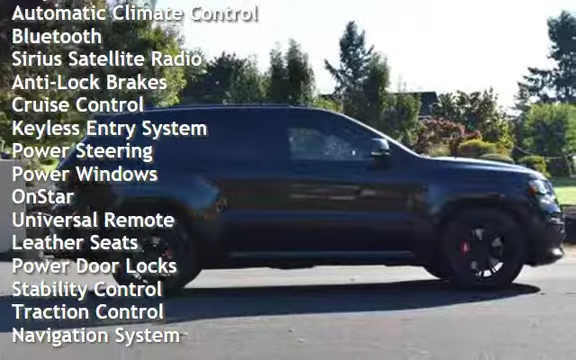 Automatic Climate Control
Bluetooth
Sirius Satellite Radio
Anti-Lock Brakes
Cruise Control
Keyless Entry System
Power Steering
Power Windows
OnStar
Universal Remote
Leather Seats
Power Door Locks
Stability Control
Traction Control
Navigation System